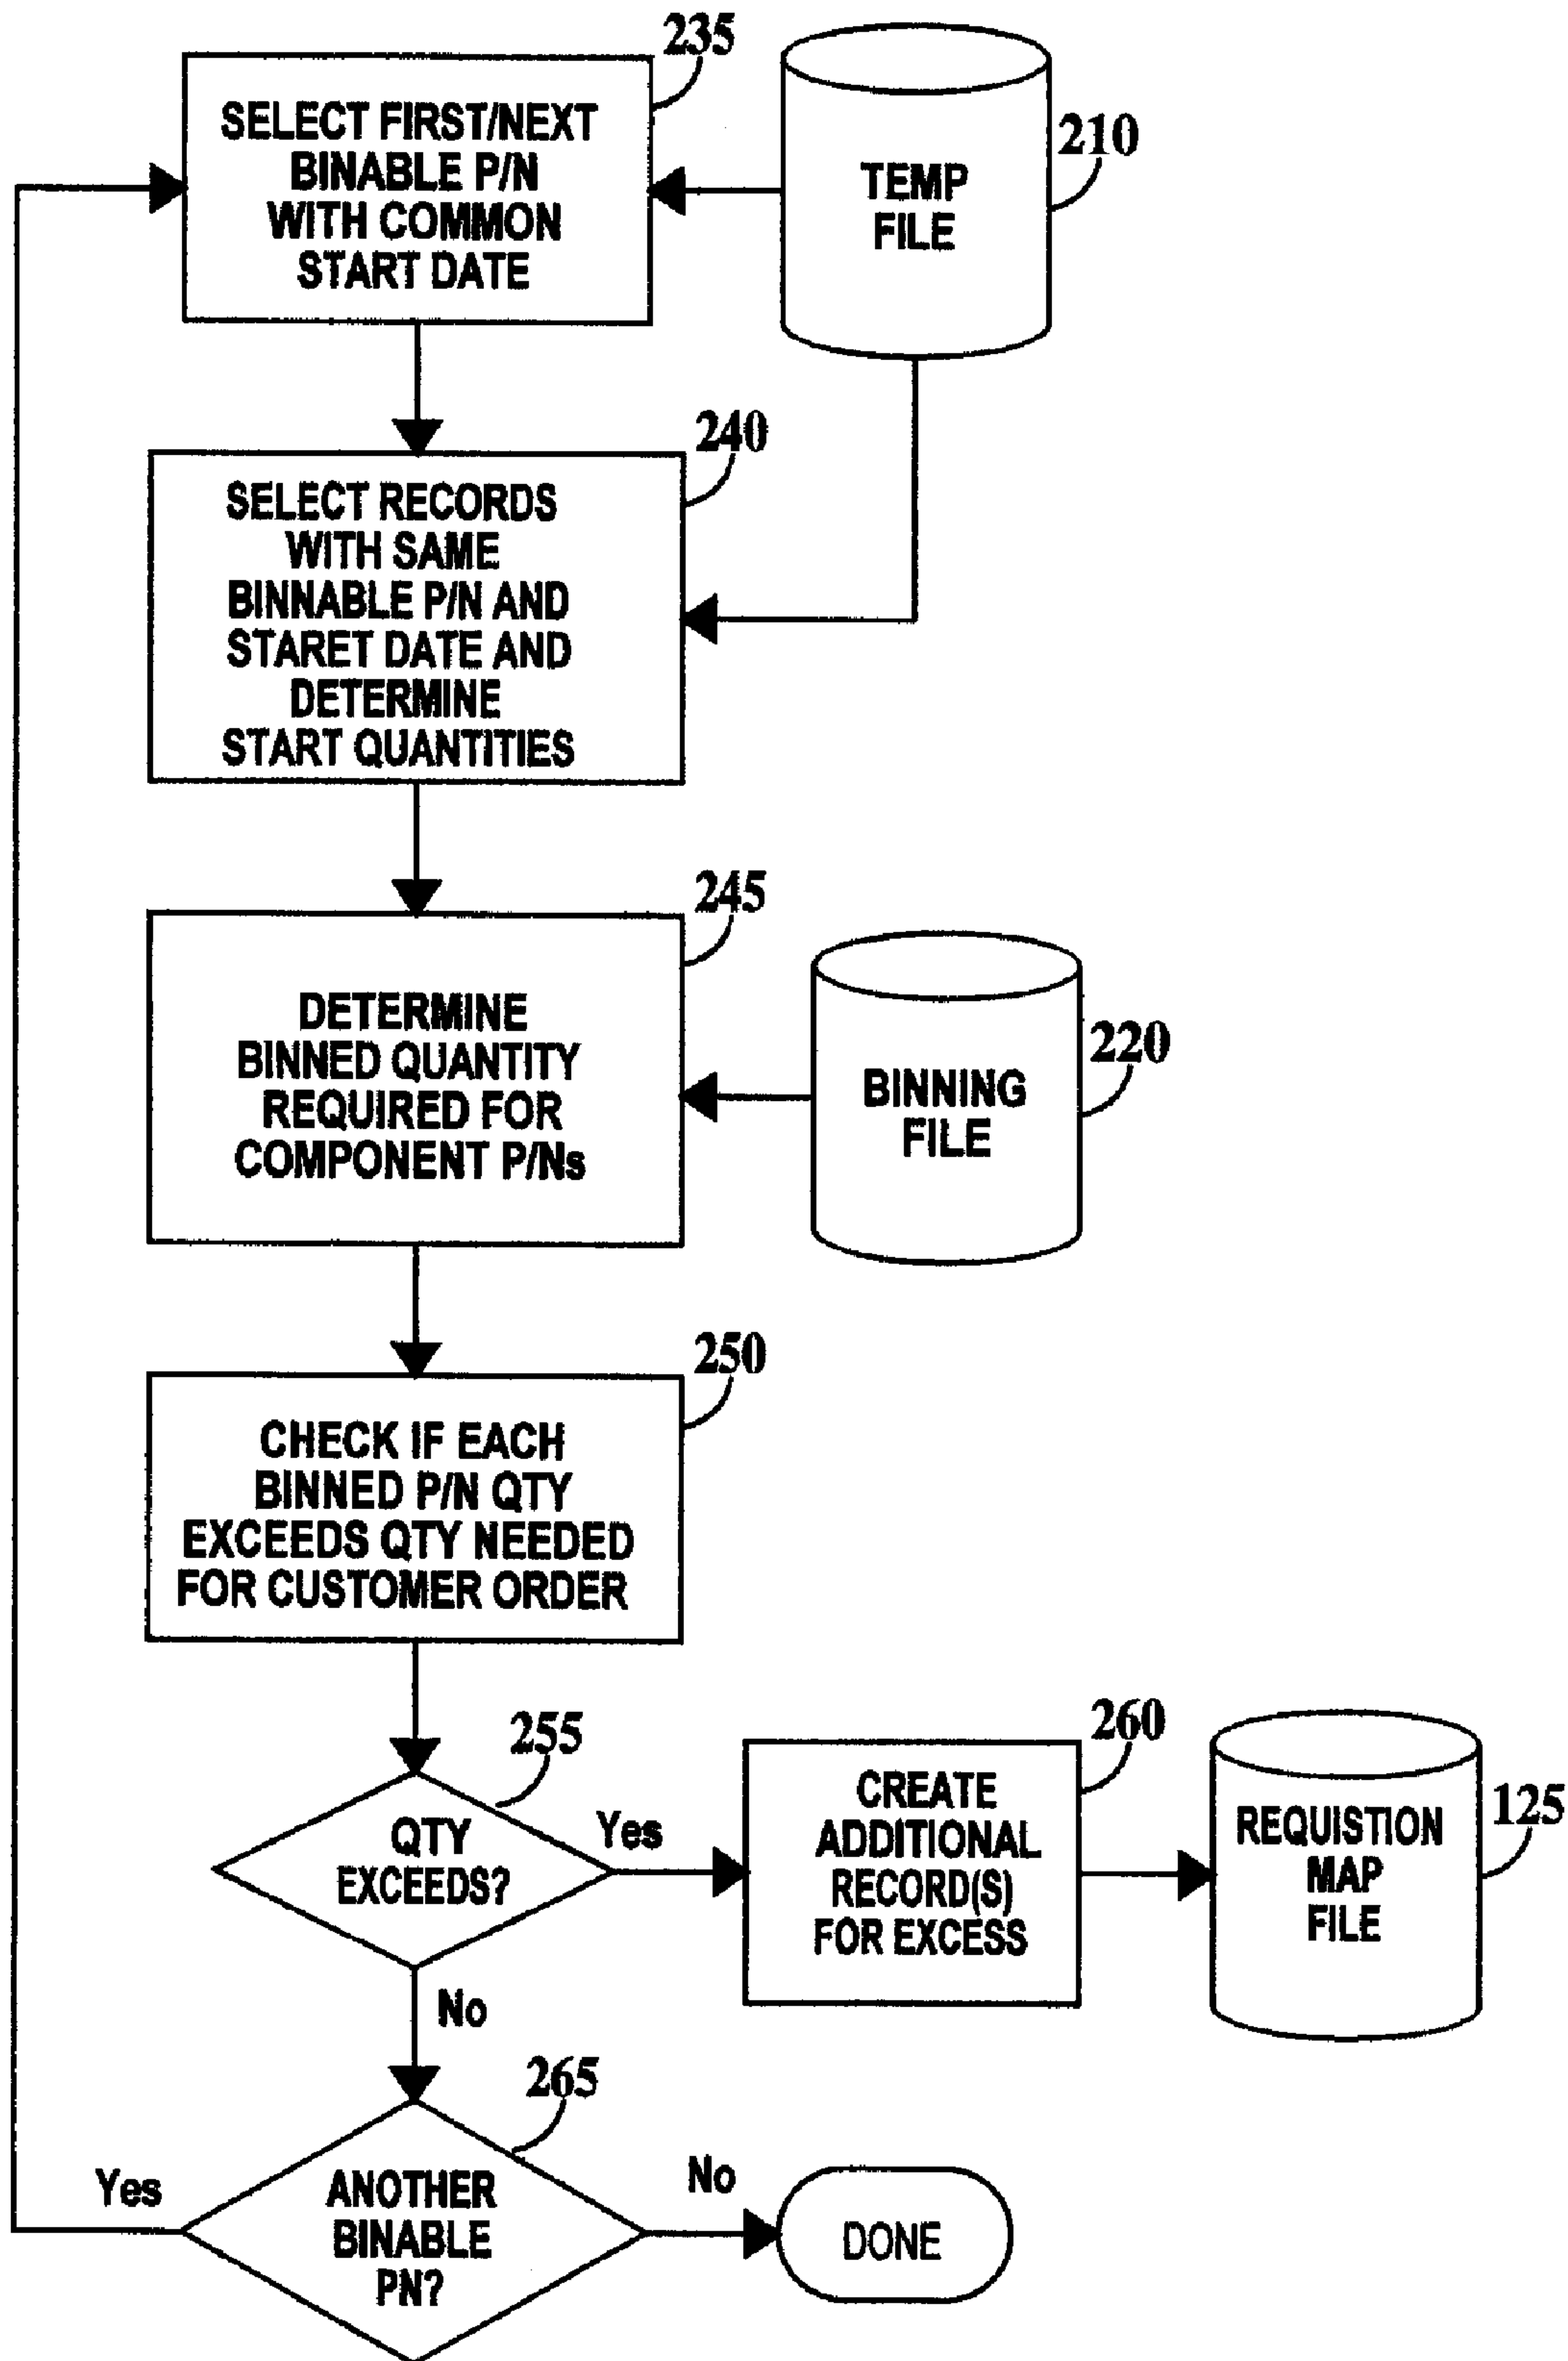 235
SELECT FIRST/NEXT
BINABLE P/N
WITH COMMON
START DATE
210
TEMP
FILE
240
SELECT RECORDS
WITH SAME
BINNABLE P/N AND
STARET DATE AND
DETERMINE
START QUANTITIES
245
DETERMINE
BINNED QUANTITY
REQUIRED FOR
COMPONENT P/Ns
220
BINNING
FILE
250
CHECK IF EACH
BINNED P/N QTY
EXCEEDS QTY NEEDED
FOR CUSTOMER ORDER
255
QTY
EXCEEDS?
Yes
No
260
CREATE
ADDITIONAL
RECORD(S)
FOR EXCESS
125
REQUISTION
MAP
FILE
265
ANOTHER
BINABLE
PN?
Yes
No
DONE